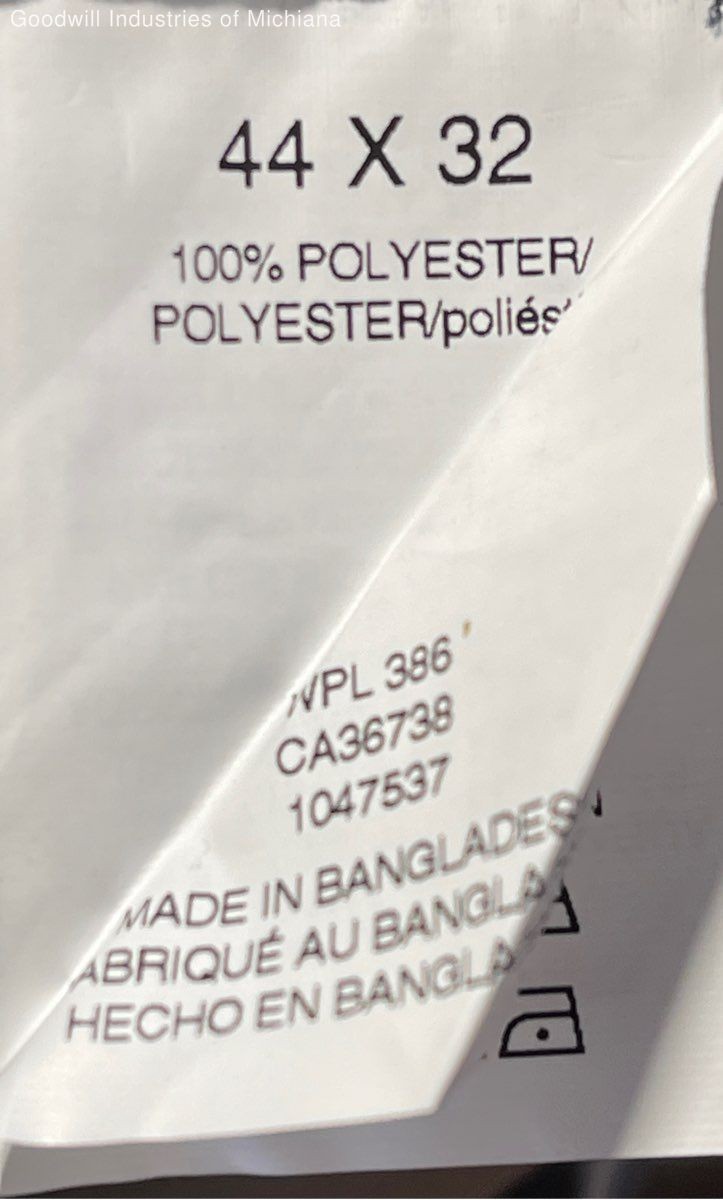 Goodwill Industries of Michiana
44 X 32
100% POLYESTER/
POLYESTER/poliés
WPL 386
CA36738
1047537
MADE IN BANGLADES
ABRIQUÉ AU BANGLA
HECHO EN BANGLA